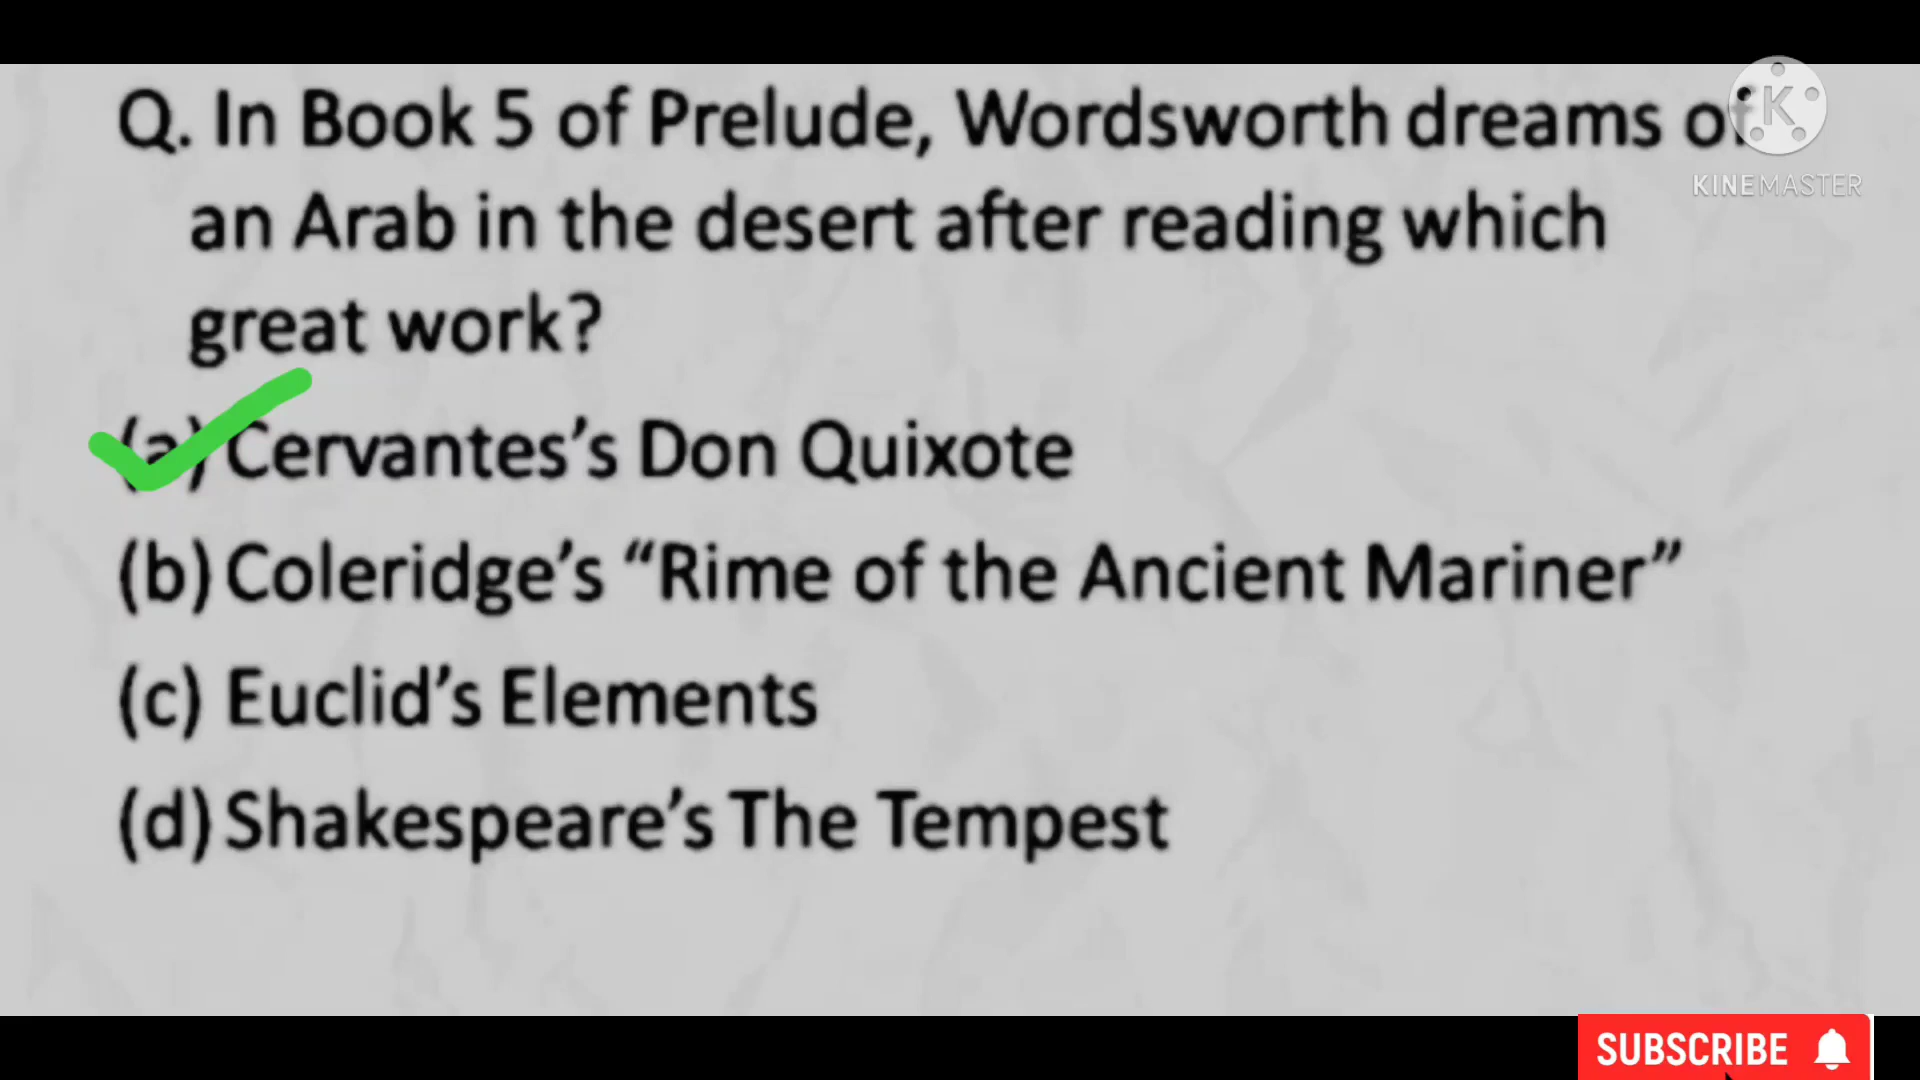 Q. In Book 5 of Prelude, Wordsworth dreams of
an Arab in the desert after reading which
great work?
(a) Cervantes’s Don Quixote
(b) Coleridge’s “Rime of the Ancient Mariner”
(c) Euclid’s Elements
(d) Shakespeare’s The Tempest
K
KINEMASTER
SUBSCRIBE